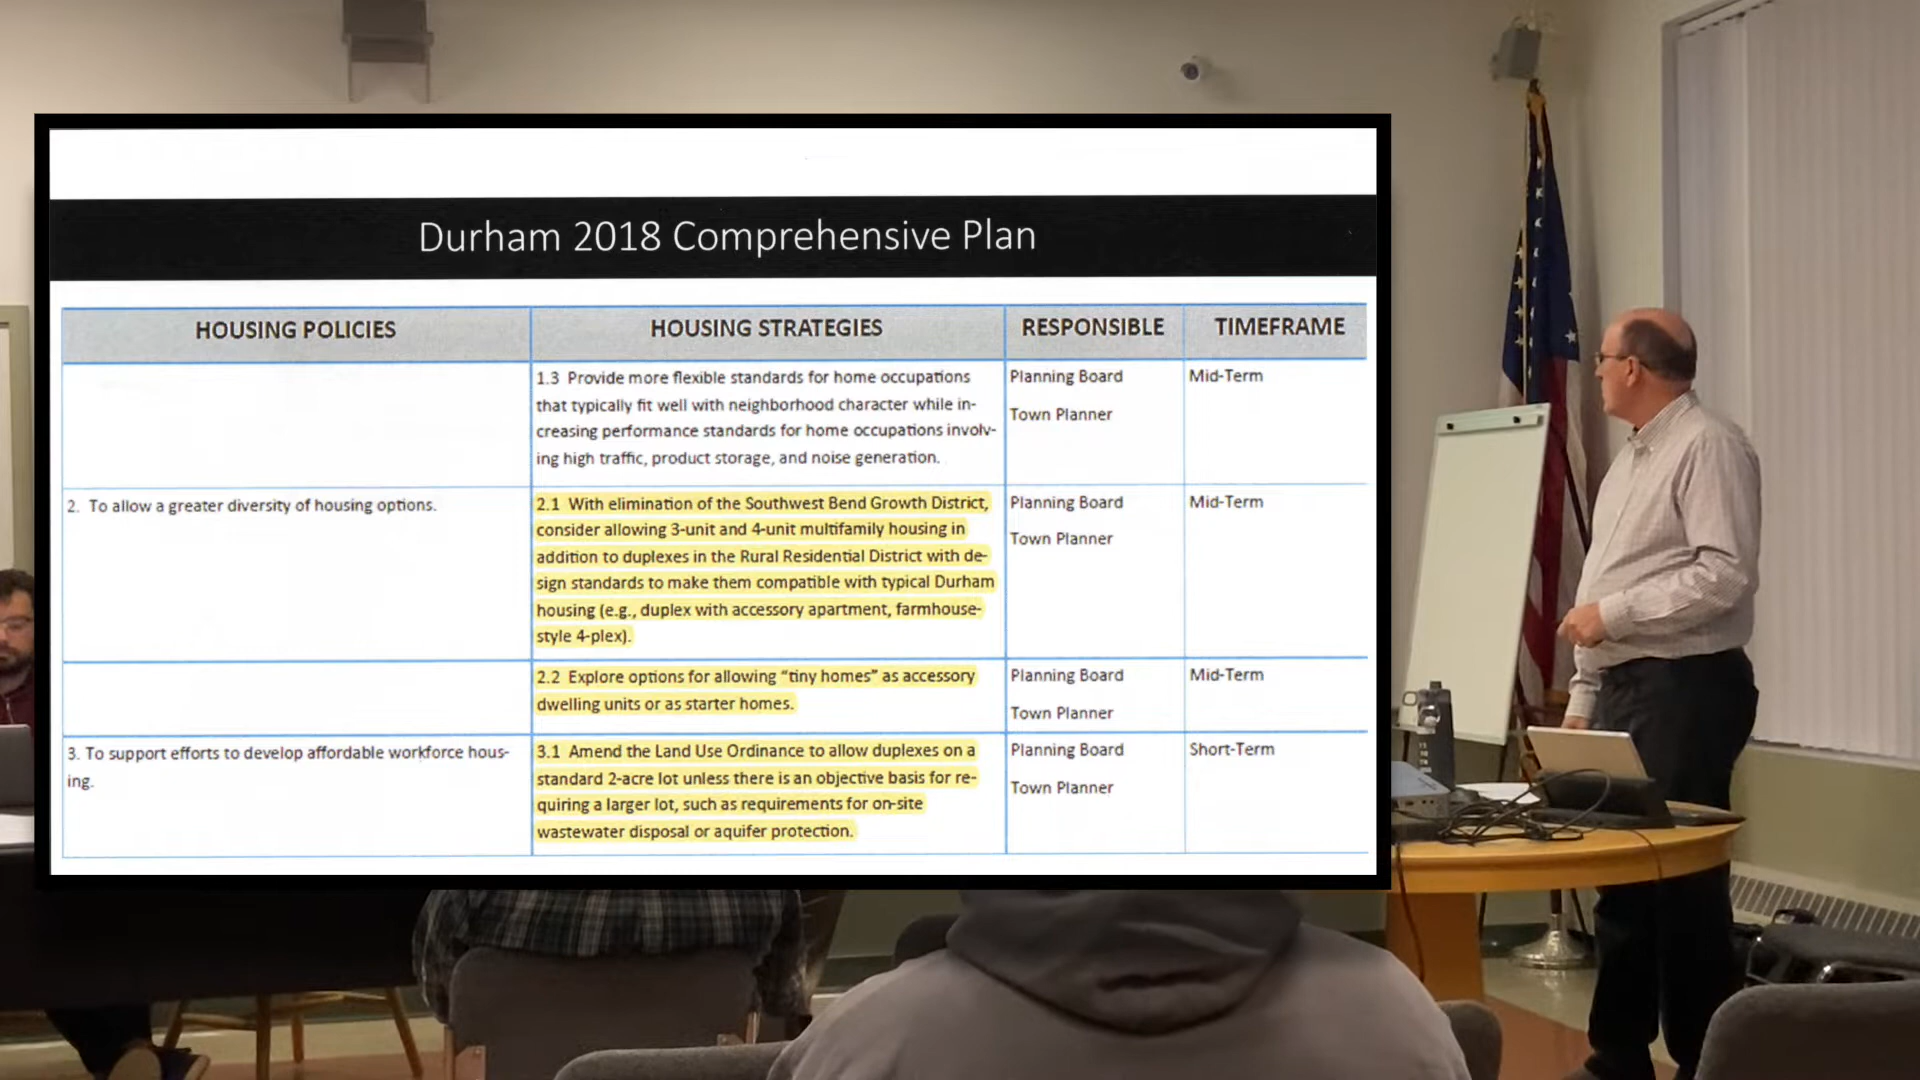 Durham 2018 Comprehensive Plan
HOUSING POLICIES
HOUSING STRATEGIES
RESPONSIBLE
TIMEFRAME
1.3 Provide more flexible standards for home occupations
that typically fit well with neighborhood character while in-
creasing performance standards for home occupations involv-
ing high traffic, product storage, and noise generation.
Planning Board
Town Planner
Mid-Term
2. To allow a greater diversity of housing options.
2.1 With elimination of the Southwest Bend Growth District,
consider allowing 3-unit and 4-unit multifamily housing in
addition to duplexes in the Rural Residential District with de-
sign standards to make them compatible with typical Durham
housing (e.g., duplex with accessory apartment, farmhouse-
style 4-plex).
Planning Board
Town Planner
Mid-Term
2.2 Explore options for allowing “tiny homes” as accessory
dwelling units or as starter homes.
Planning Board
Town Planner
Mid-Term
3. To support efforts to develop affordable workforce hous-
ing.
3.1 Amend the Land Use Ordinance to allow duplexes on a
standard 2-acre lot unless there is an objective basis for re-
quiring a larger lot, such as requirements for on-site
wastewater disposal or aquifer protection.
Planning Board
Town Planner
Short-Term